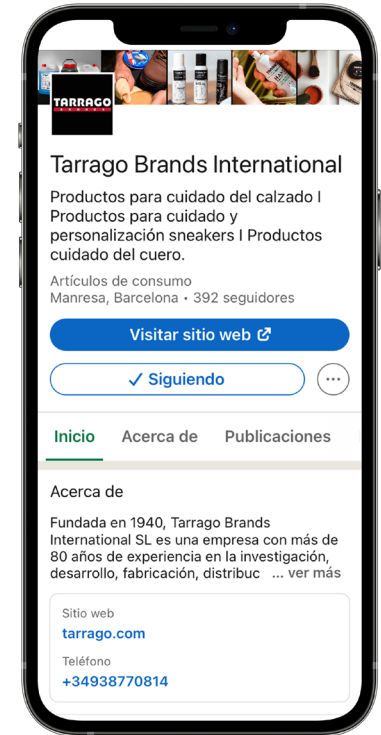 TARRAGO
Tarrago Brands International
Productos para cuidado del calzado I
Productos para cuidado y
personalización sneakers I Productos
cuidado del cuero.
Artículos de consumo
Manresa, Barcelona • 392 seguidores
Visitar sitio web
Siguiendo
Inicio Acerca de Publicaciones
Acerca de
Fundada en 1940, Tarrago Brands
International SL es una empresa con más de
80 años de experiencia en la investigación,
desarrollo, fabricación, distribuc ... ver más
Sitio web
tarrago.com
Teléfono
+34938770814